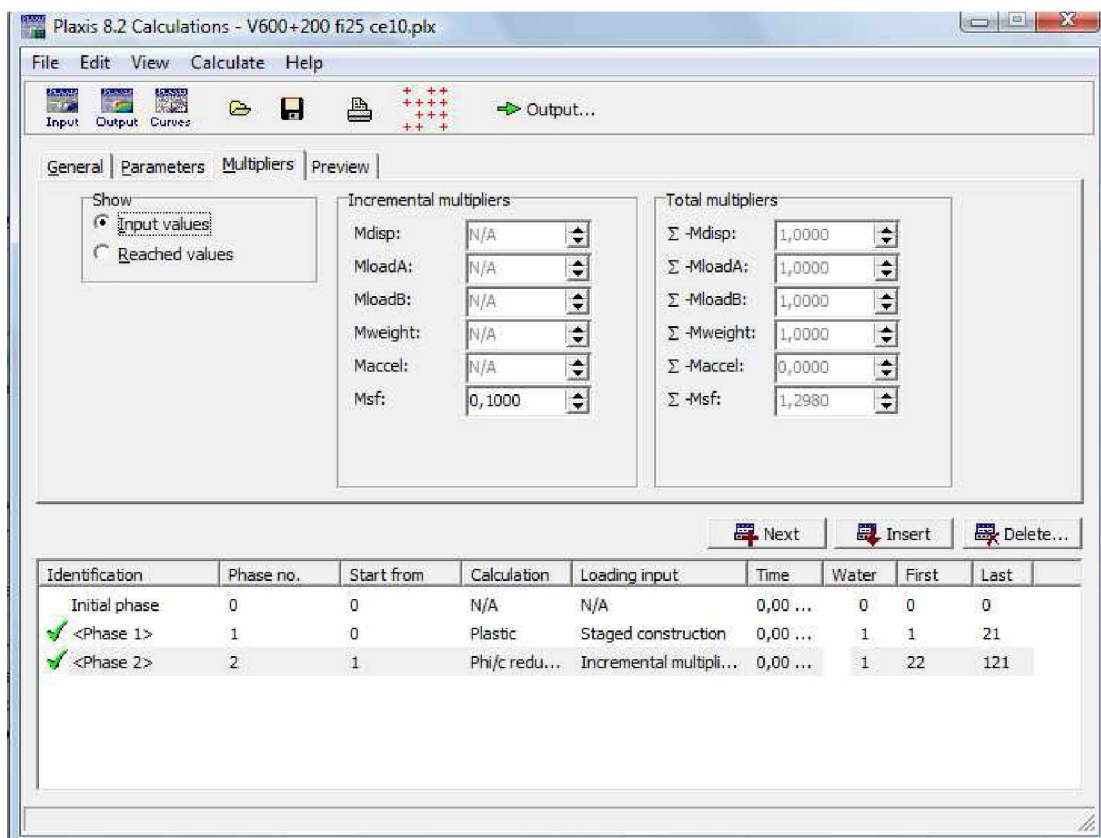 Plaxis 8.2 Calculations - V600+200 fi25 ce10.plx
File Edit View Calculate Help
Input Output Curves Output...
General Parameters Multipliers Preview
Show
Input values
Reached values
Incremental multipliers
Mdisp: N/A
MloadA: N/A
MloadB: N/A
Mweight: N/A
Maccel: N/A
Msf: 0,1000
Total multipliers
Σ -Mdisp: 1,0000
Σ -MloadA: 1,0000
Σ -MloadB: 1,0000
Σ -Mweight: 1,0000
Σ -Maccel: 0,0000
Σ -Msf: 1,2980
Next Insert Delete...
Identification Phase no. Start from Calculation Loading input Time Water First Last
Initial phase 0 0 N/A N/A 0,00 ... 0 0 0
<Phase 1> 1 0 Plastic Staged construction 0,00 ... 1 1 21
<Phase 2> 2 1 Phi/c redu... Incremental multipli... 0,00 ... 1 22 121